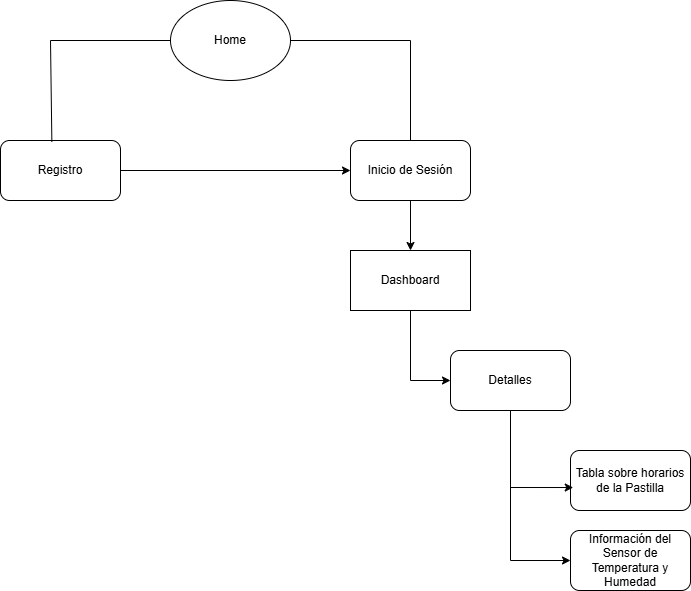 Home
Registro
Inicio de Sesión
Dashboard
Detalles
Tabla sobre horarios
de la Pastilla
Información del
Sensor de
Temperatura y
Humedad